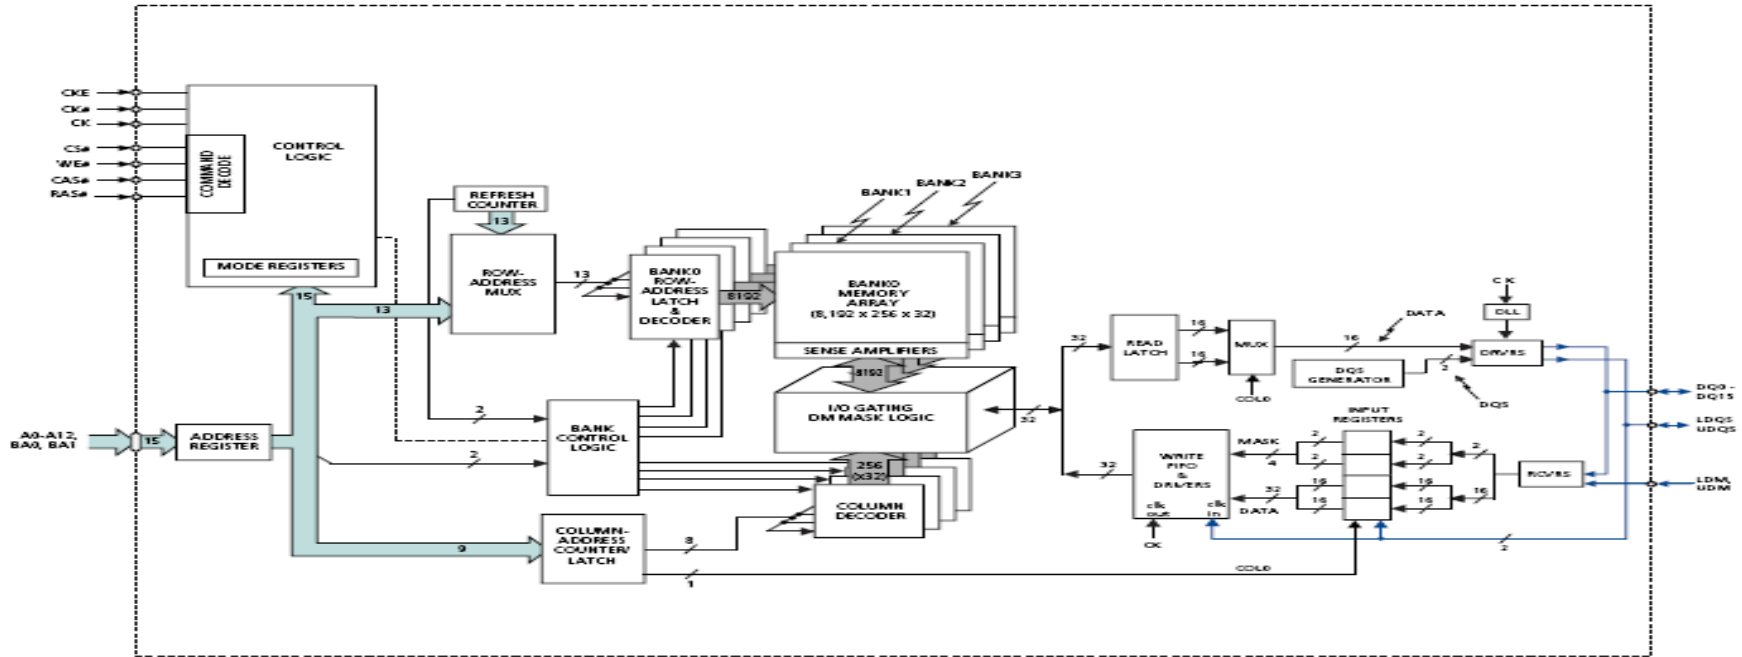 CKE
CK#
CK
CS#
WE#
CAS#
RAS#
COMMAND
DECODE
CONTROL
LOGIC
MODE REGISTERS
15
REFRESH
COUNTER
13
ROW-
ADDRESS
MUX
13
13
BANK0
ROW-
ADDRESS
LATCH
&
DECODER
8192
BANK1
BANK2
BANK3
BANK0
MEMORY
ARRAY
(8,192 x 256 x 32)
SENSE AMPLIFIERS
8192
I/O GATING
DM MASK LOGIC
32
A0-A12,
BA0, BA1
15
ADDRESS
REGISTER
2
2
BANK
CONTROL
LOGIC
256
(x32)
COLUMN
DECODER
9
COLUMN-
ADDRESS
COUNTER/
LATCH
8
1
COL0
32
READ
LATCH
16
16
MUX
COL0
16
DATA
CK
DLL
DRVRS
DQS
GENERATOR
2
DQS
INPUT
REGISTERS
32
WRITE
FIFO
&
DRIVERS
clk
out
clk
in
CK
MASK
4
32
DATA
2
2
16
16
2
2
16
16
2
16
RCVRS
2
DQ0 -
DQ15
LDQS
UDQS
LDM,
UDM